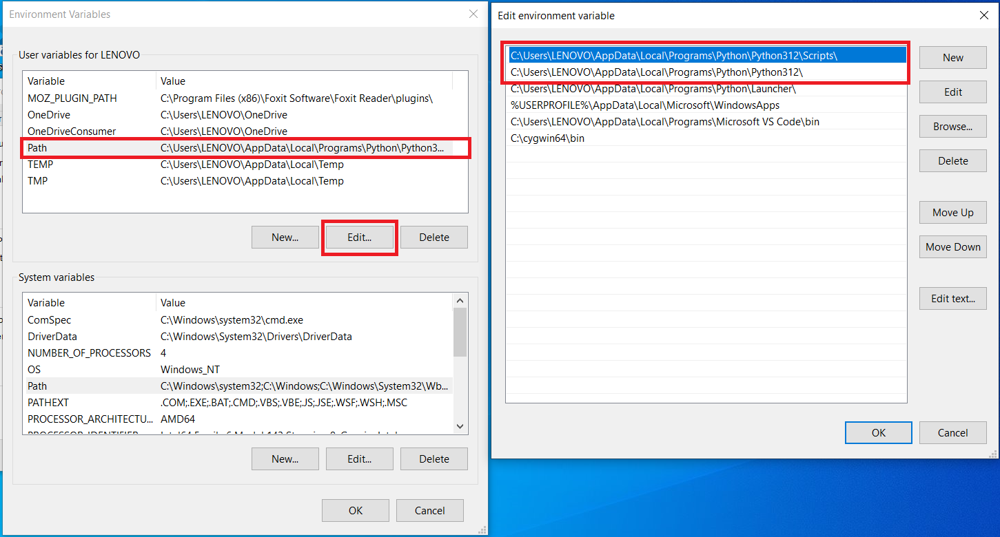 Environment Variables
User variables for LENOVO
Variable Value
MOZ_PLUGIN_PATH C:\Program Files (x86)\Foxit Software\Foxit Reader\plugins\
OneDrive C:\Users\LENOVO\OneDrive
OneDriveConsumer C:\Users\LENOVO\OneDrive
Path C:\Users\LENOVO\AppData\Local\Programs\Python\Python3...
TEMP C:\Users\LENOVO\AppData\Local\Temp
TMP C:\Users\LENOVO\AppData\Local\Temp
New... Edit... Delete
System variables
Variable Value
ComSpec C:\Windows\system32\cmd.exe
DriverData C:\Windows\System32\Drivers\DriverData
NUMBER_OF_PROCESSORS 4
OS Windows_NT
Path C:\Windows\system32;C:\Windows;C:\Windows\System32\Wb...
PATHEXT .COM;.EXE;.BAT;.CMD;.VBS;.VBE;.JS;.JSE;.WSF;.WSH;.MSC
PROCESSOR_ARCHITECTU... AMD64
New... Edit... Delete
OK Cancel
Edit environment variable
C:\Users\LENOVO\AppData\Local\Programs\Python\Python312\Scripts\
C:\Users\LENOVO\AppData\Local\Programs\Python\Python312\
C:\Users\LENOVO\AppData\Local\Programs\Python\Launcher\
%USERPROFILE%\AppData\Local\Microsoft\WindowsApps
C:\Users\LENOVO\AppData\Local\Programs\Microsoft VS Code\bin
C:\cygwin64\bin
New
Edit
Browse...
Delete
Move Up
Move Down
Edit text...
OK Cancel